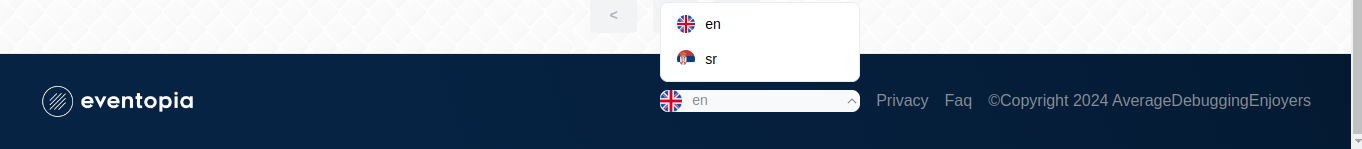 <
en
sr
eventopia
en
Privacy Faq ©Copyright 2024 AverageDebuggingEnjoyers